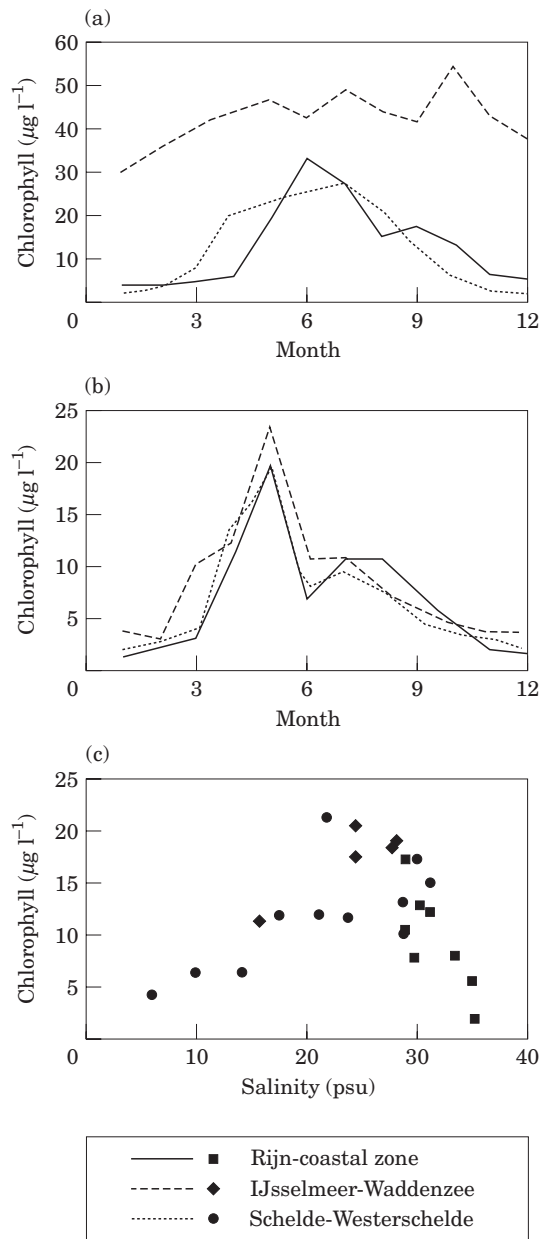 (a)
60
50
40
30
20
10
0
3
6
9
12
Chlorophyll (μg l⁻¹)
Month
(b)
25
20
15
10
5
0
3
6
9
12
Chlorophyll (μg l⁻¹)
Month
(c)
25
20
15
10
5
0
10
20
30
40
Chlorophyll (μg l⁻¹)
Salinity (psu)
Rijn-coastal zone
IJsselmeer-Waddenzee
Schelde-Westerschelde